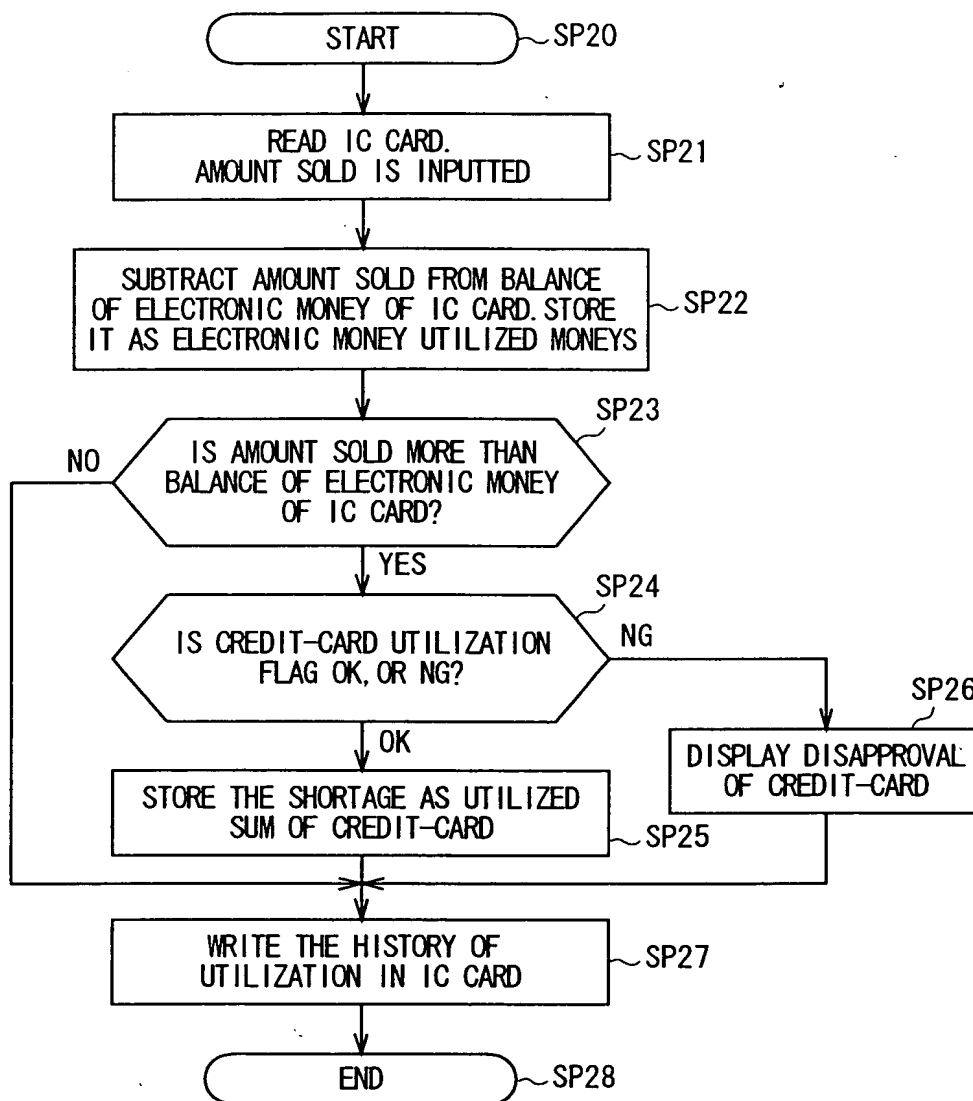 START
SP20
READ IC CARD.
AMOUNT SOLD IS INPUTTED
SP21
SUBTRACT AMOUNT SOLD FROM BALANCE
OF ELECTRONIC MONEY OF IC CARD. STORE
IT AS ELECTRONIC MONEY UTILIZED MONEYS
SP22
SP23
IS AMOUNT SOLD MORE THAN
BALANCE OF ELECTRONIC MONEY
OF IC CARD?
NO
YES
SP24
IS CREDIT-CARD UTILIZATION
FLAG OK, OR NG?
NG
OK
SP26
DISPLAY DISAPPROVAL
OF CREDIT-CARD
STORE THE SHORTAGE AS UTILIZED
SUM OF CREDIT-CARD
SP25
WRITE THE HISTORY OF
UTILIZATION IN IC CARD
SP27
END
SP28